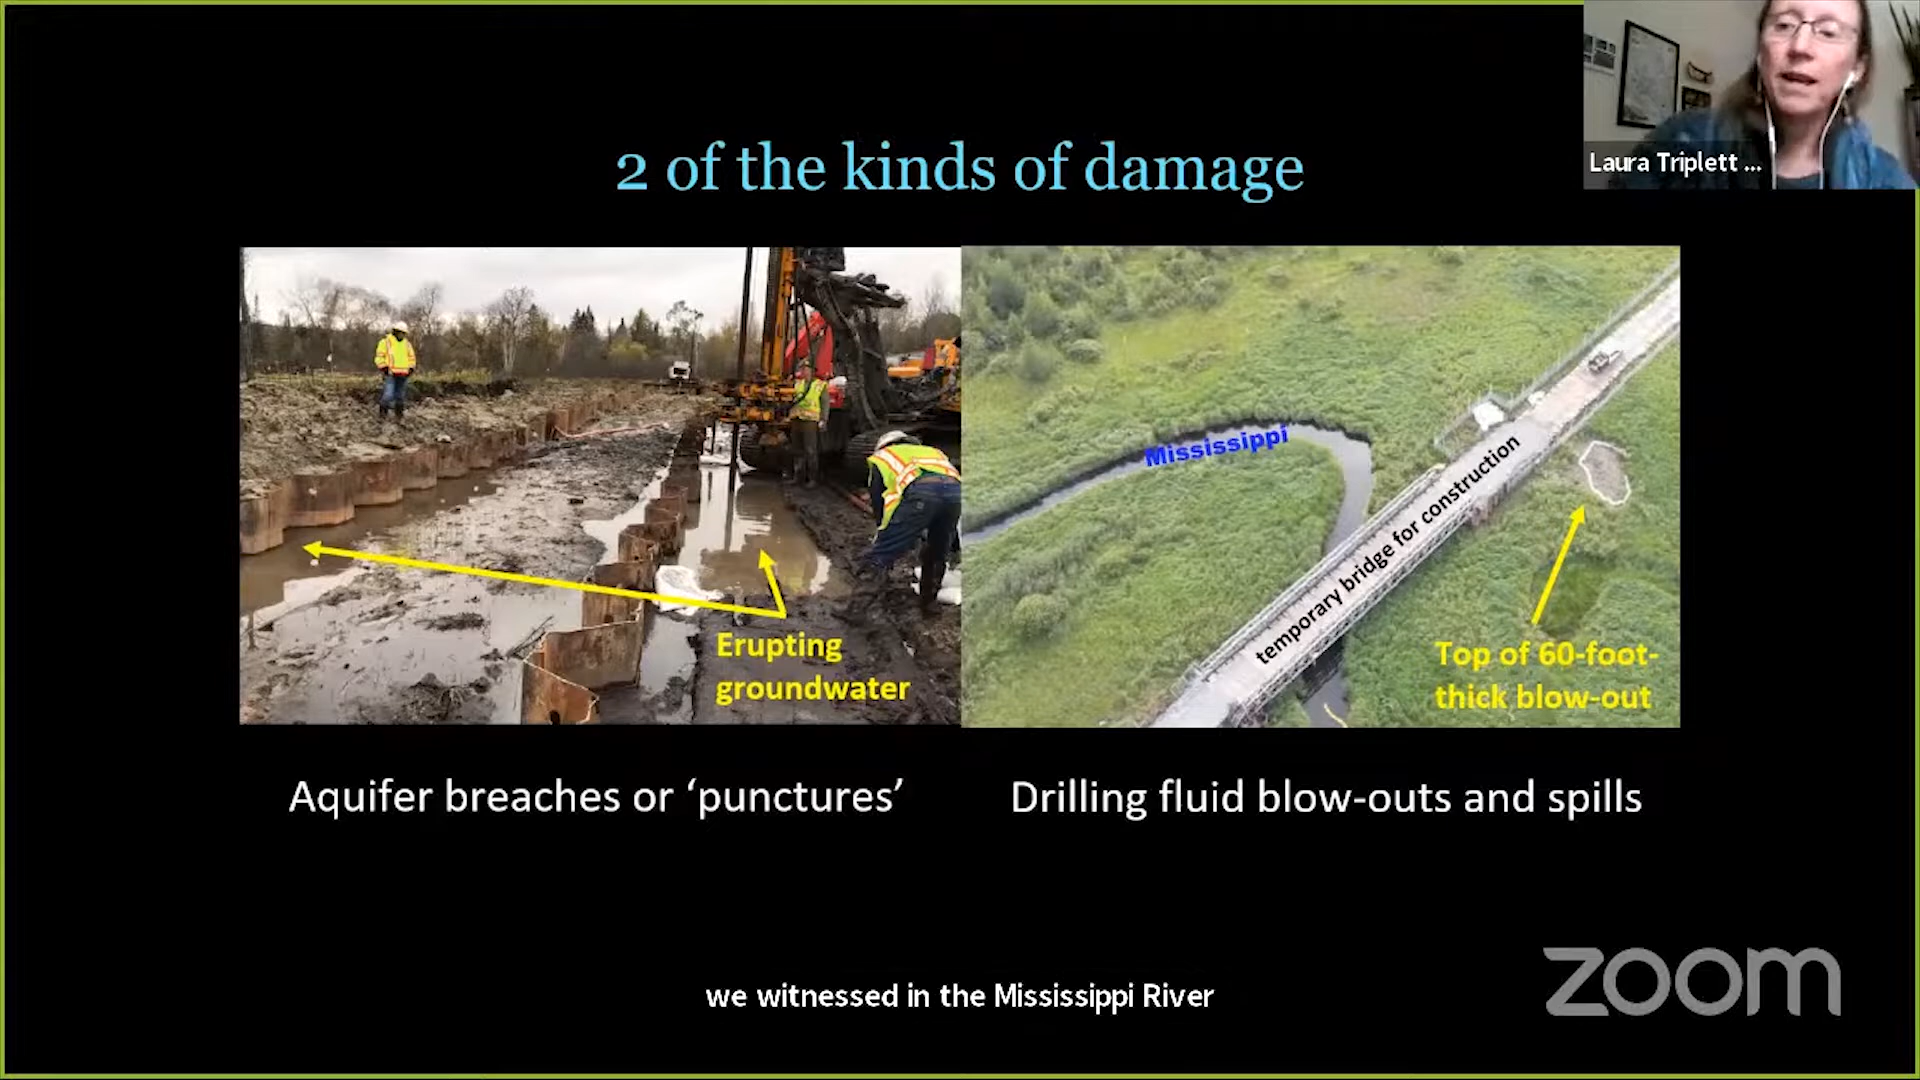 Laura Triplett ...
2 of the kinds of damage
Mississippi
temporary bridge for construction
Erupting
groundwater
Top of 60-foot-
thick blow-out
Aquifer breaches or ‘punctures’
Drilling fluid blow-outs and spills
we witnessed in the Mississippi River
zoom